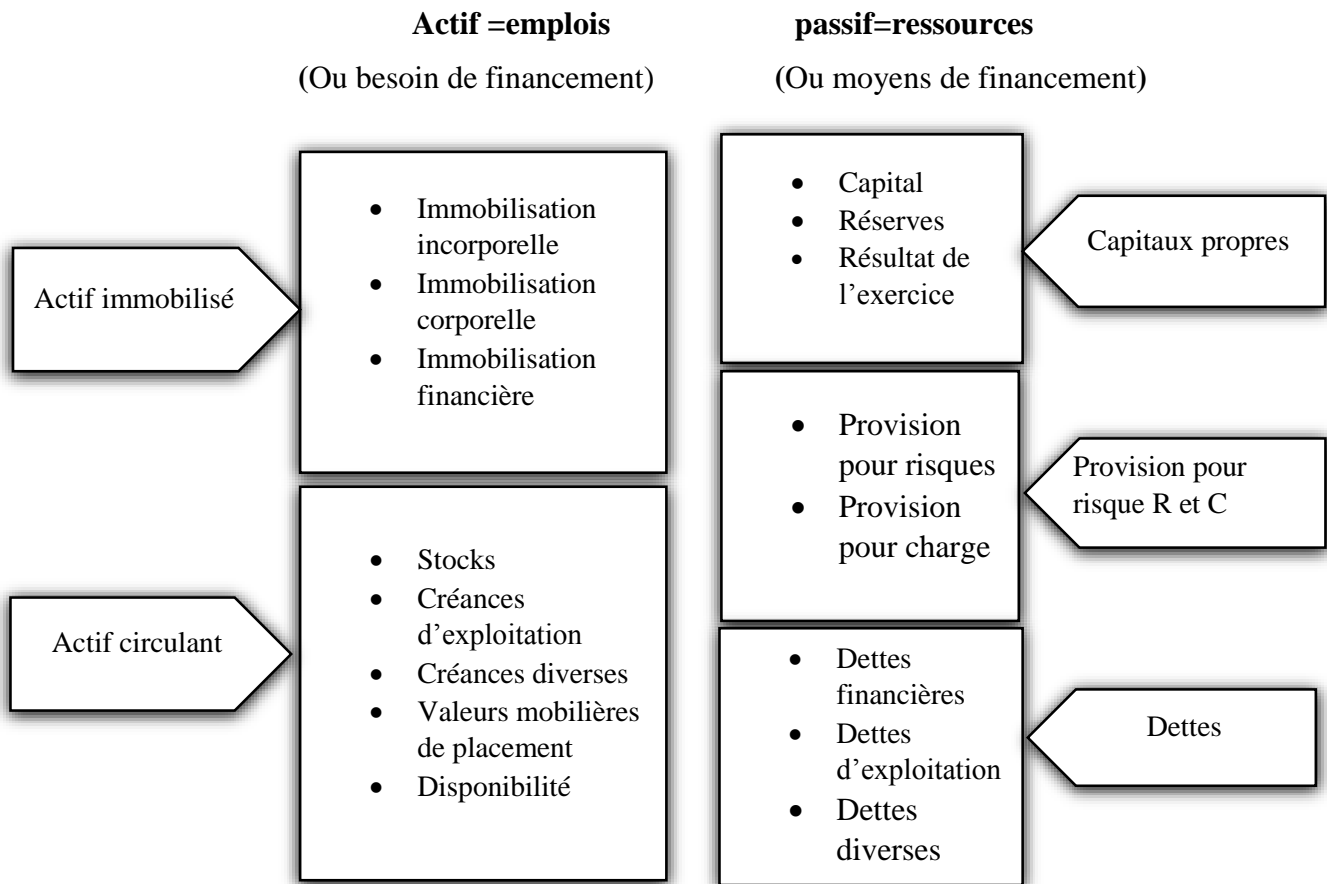 Actif =emplois
passif=ressources
(Ou besoin de financement)
(Ou moyens de financement)
Actif immobilisé
• Immobilisation
incorporelle
• Immobilisation
corporelle
• Immobilisation
financière
Actif circulant
• Stocks
• Créances
d’exploitation
• Créances diverses
• Valeurs mobilières
de placement
• Disponibilité
• Capital
• Réserves
• Résultat de
l’exercice
Capitaux propres
• Provision
pour risques
• Provision
pour charge
Provision pour
risque R et C
• Dettes
financières
• Dettes
d’exploitation
• Dettes
diverses
Dettes